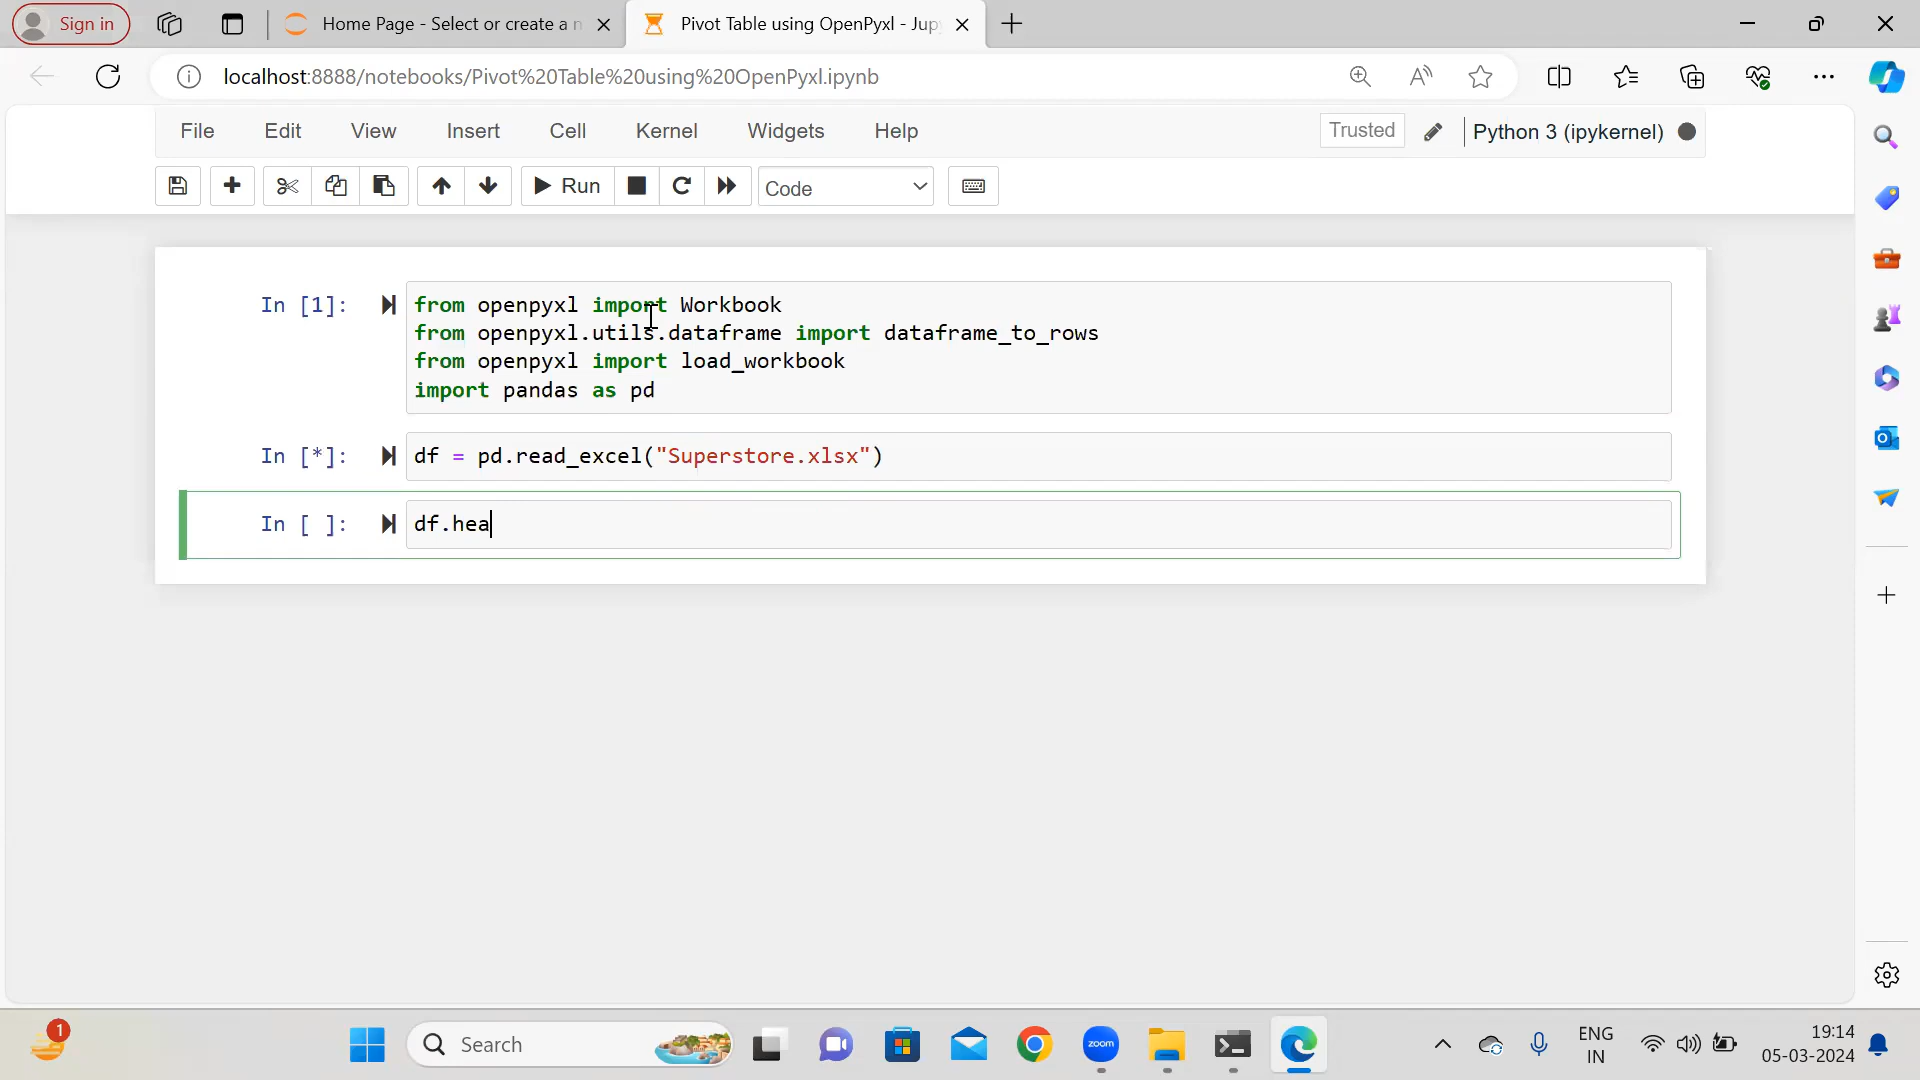 Sign in
Home Page - Select or create a n
Pivot Table using OpenPyxl - Jup
localhost:8888/notebooks/Pivot%20Table%20using%20OpenPyxl.ipynb
File Edit View Insert Cell Kernel Widgets Help
Trusted
Python 3 (ipykernel)
Run
Code
In [1]:
from openpyxl import Workbook
from openpyxl.utils.dataframe import dataframe_to_rows
from openpyxl import load_workbook
import pandas as pd
In [*]:
df = pd.read_excel("Superstore.xlsx")
In [ ]:
df.hea
1
Search
zoom
ENG
IN
19:14
05-03-2024